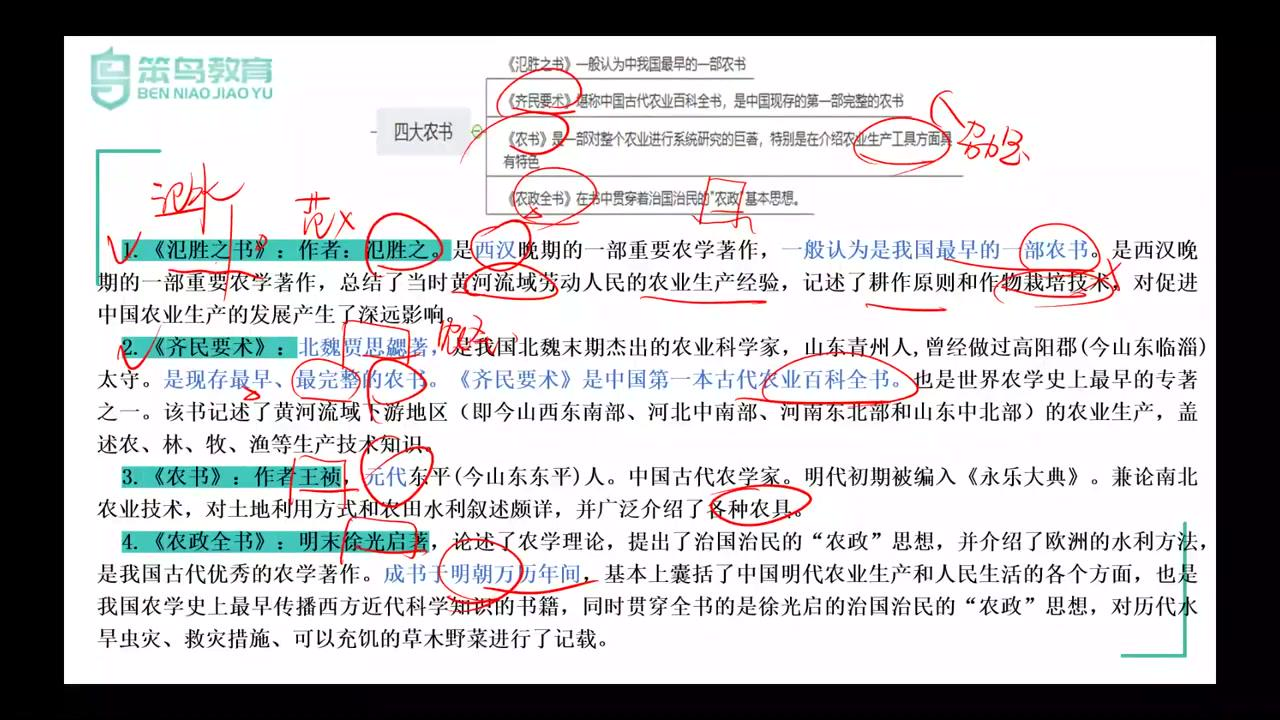 笨鸟教育
BEN NIAO JIAO YU
四大农书
《氾胜之书》一般认为中我国最早的一部农书
《齐民要术》堪称中国古代农业百科全书，是中国现存的第一部完整的农书
《农书》是一部对整个农业进行系统研究的巨著，特别是在介绍农业生产工具方面具
有特色
《农政全书》在书中贯穿着治国治民的"农政"基本思想。
范
1.《氾胜之书》：作者：氾胜之。是西汉晚期的一部重要农学著作，一般认为是我国最早的一部农书。是西汉晚
期的一部重要农学著作，总结了当时黄河流域劳动人民的农业生产经验，记述了耕作原则和作物栽培技术，对促进
中国农业生产的发展产生了深远影响。
2.《齐民要术》：北魏贾思勰著，是我国北魏末期杰出的农业科学家，山东青州人,曾经做过高阳郡(今山东临淄)
太守。是现存最早、最完整的农书。《齐民要术》是中国第一本古代农业百科全书。也是世界农学史上最早的专著
之一。该书记述了黄河流域下游地区（即今山西东南部、河北中南部、河南东北部和山东中北部）的农业生产，盖
述农、林、牧、渔等生产技术知识。
3.《农书》：作者王祯，元代东平(今山东东平)人。中国古代农学家。明代初期被编入《永乐大典》。兼论南北
农业技术，对土地利用方式和农田水利叙述颇详，并广泛介绍了各种农具。
4.《农政全书》：明末徐光启著，论述了农学理论，提出了治国治民的“农政”思想，并介绍了欧洲的水利方法，
是我国古代优秀的农学著作。成书于明朝万历年间，基本上囊括了中国明代农业生产和人民生活的各个方面，也是
我国农学史上最早传播西方近代科学知识的书籍，同时贯穿全书的是徐光启的治国治民的“农政”思想，对历代水
旱虫灾、救灾措施、可以充饥的草木野菜进行了记载。